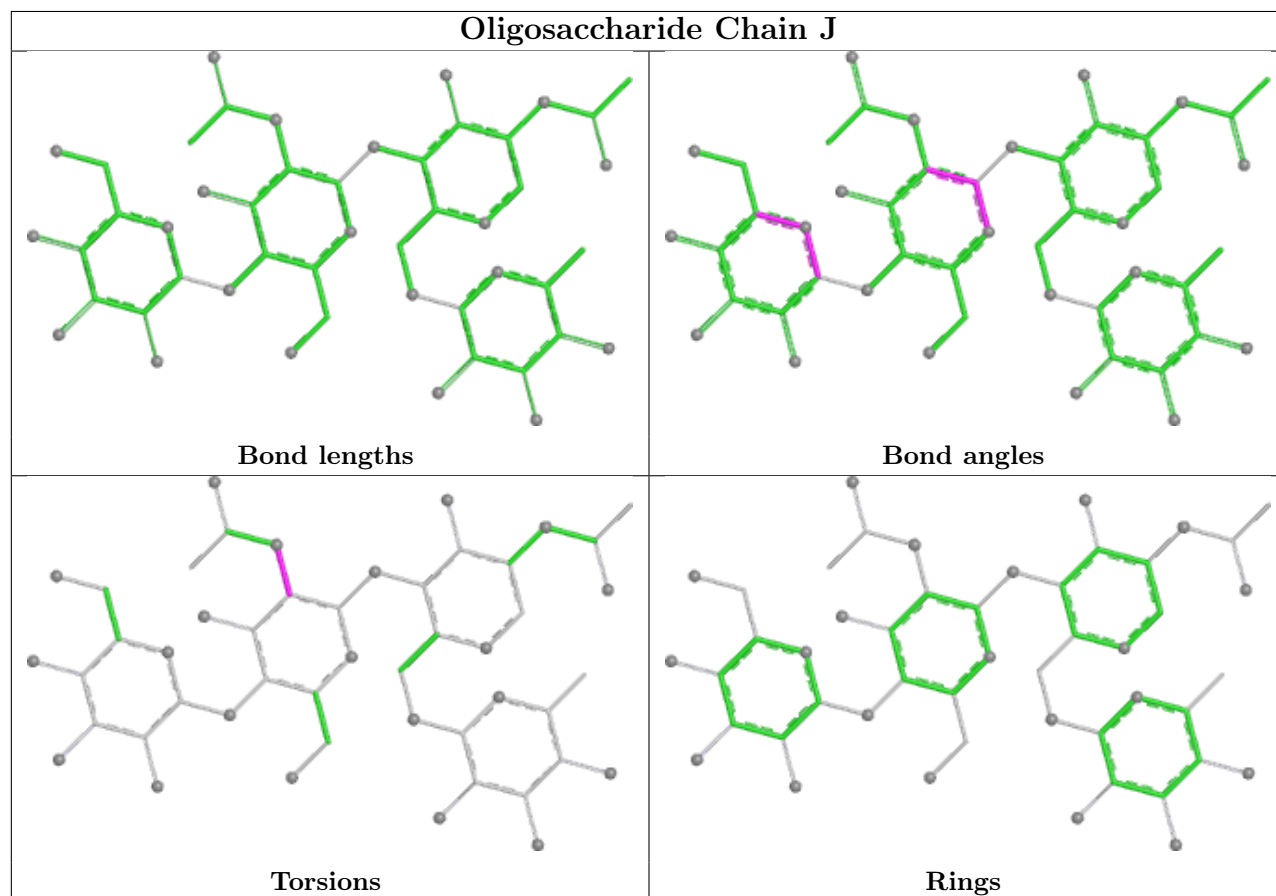 Oligosaccharide Chain J
Bond lengths
Bond angles
Torsions
Rings